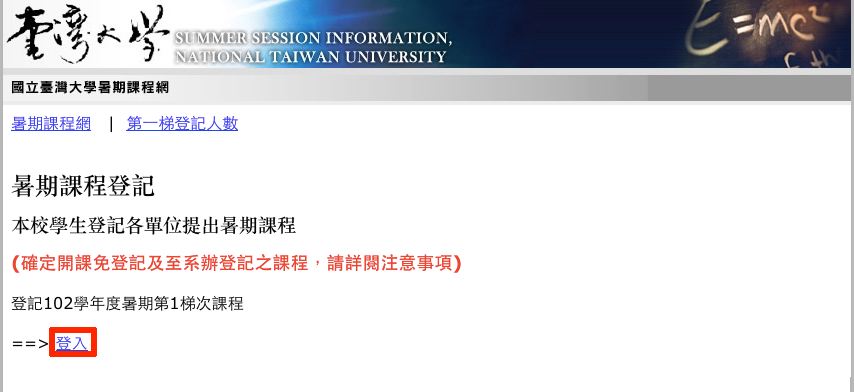 臺灣大學
SUMMER SESSION INFORMATION,
NATIONAL TAIWAN UNIVERSITY
E=mc²
國立臺灣大學暑期課程網
暑期課程網 | 第一梯登記人數
暑期課程登記
本校學生登記各單位提出暑期課程
(確定開課免登記及至系辦登記之課程，請詳閱注意事項)
登記102學年度暑期第1梯次課程
==>登入